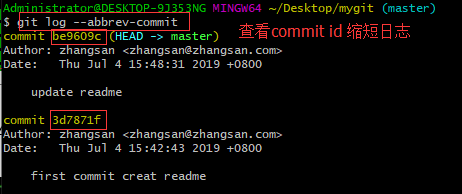 Administrator@DESKTOP-9J353NG MINGW64 ~/Desktop/mygit (master)
$ git log --abbrev-commit
查看commit id 缩短日志
commit be9609c (HEAD -> master)
Author: zhangsan <zhangsan@zhangsan.com>
Date:   Thu Jul 4 15:48:31 2019 +0800
update readme
commit 3d7871f
Author: zhangsan <zhangsan@zhangsan.com>
Date:   Thu Jul 4 15:42:43 2019 +0800
first commit creat readme